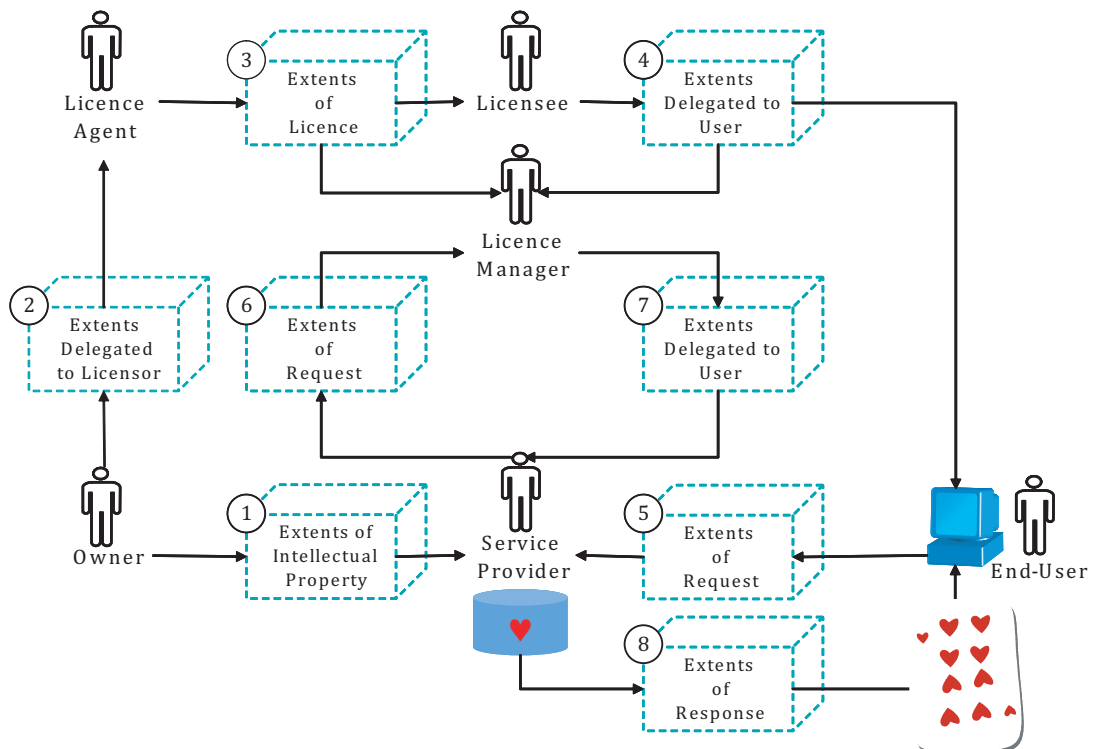 3
Extents
of
Licence
4
Extents
Delegated to
User
Licence
Agent
Licensee
Licence
Manager
2
Extents
Delegated
to Licensor
6
Extents
of
Request
7
Extents
Delegated to
User
1
Extents of
Intellectual
Property
Owner
Service
Provider
5
Extents
of
Request
End-User
8
Extents
of
Response